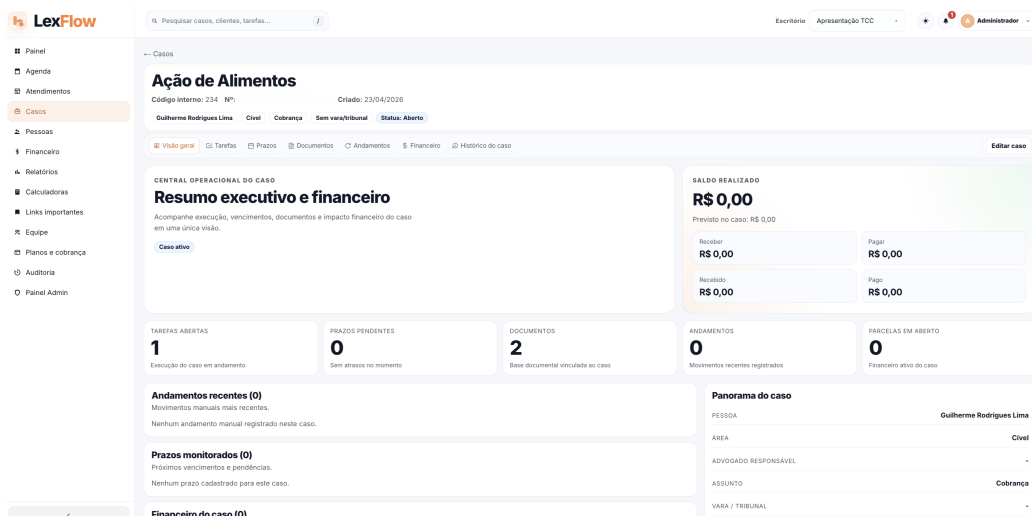 LexFlow
Pesquisar casos, clientes, tarefas...
/
Escritório
Apresentação TCC
1
A
Administrador
Painel
Agenda
Atendimentos
Casos
Pessoas
Financeiro
Relatórios
Calculadoras
Links importantes
Equipe
Planos e cobrança
Auditoria
Painel Admin
← Casos
Ação de Alimentos
Código interno: 234 Nº: Criado: 23/04/2026
Guilherme Rodrigues Lima Cível Cobrança Sem vara/tribunal Status: Aberto
Visão geral Tarefas Prazos Documentos Andamentos Financeiro Histórico do caso
Editar caso
CENTRAL OPERACIONAL DO CASO
Resumo executivo e financeiro
Acompanhe execução, vencimentos, documentos e impacto financeiro do caso
em uma única visão.
Caso ativo
SALDO REALIZADO
R$ 0,00
Previsto no caso: R$ 0,00
Receber
R$ 0,00
Pagar
R$ 0,00
Recebido
R$ 0,00
Pago
R$ 0,00
TAREFAS ABERTAS
1
Execução do caso em andamento
PRAZOS PENDENTES
0
Sem atrasos no momento
DOCUMENTOS
2
Base documental vinculada ao caso
ANDAMENTOS
0
Movimentos recentes registrados
PARCELAS EM ABERTO
0
Financeiro ativo do caso
Andamentos recentes (0)
Movimentos manuais mais recentes.
Nenhum andamento manual registrado neste caso.
Prazos monitorados (0)
Próximos vencimentos e pendências.
Nenhum prazo cadastrado para este caso.
Financeiro do caso (0)
Panorama do caso
PESSOA Guilherme Rodrigues Lima
ÁREA Cível
ADVOGADO RESPONSÁVEL -
ASSUNTO Cobrança
VARA / TRIBUNAL -